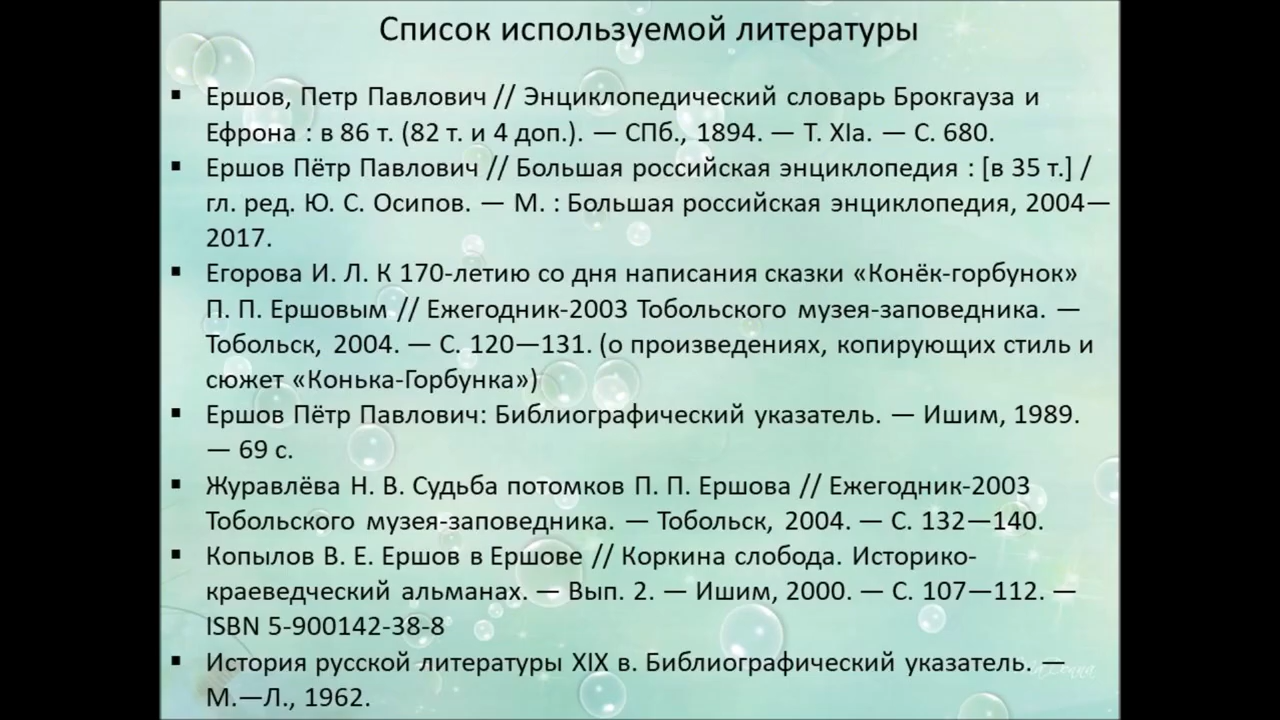 Список используемой литературы
▪ Ершов, Петр Павлович // Энциклопедический словарь Брокгауза и
Ефрона : в 86 т. (82 т. и 4 доп.). — СПб., 1894. — Т. XIa. — С. 680.
▪ Ершов Пётр Павлович // Большая российская энциклопедия : [в 35 т.] /
гл. ред. Ю. С. Осипов. — М. : Большая российская энциклопедия, 2004—
2017.
▪ Егорова И. Л. К 170-летию со дня написания сказки «Конёк-горбунок»
П. П. Ершовым // Ежегодник-2003 Тобольского музея-заповедника. —
Тобольск, 2004. — С. 120—131. (о произведениях, копирующих стиль и
сюжет «Конька-Горбунка»)
▪ Ершов Пётр Павлович: Библиографический указатель. — Ишим, 1989.
— 69 с.
▪ Журавлёва Н. В. Судьба потомков П. П. Ершова // Ежегодник-2003
Тобольского музея-заповедника. — Тобольск, 2004. — С. 132—140.
▪ Копылов В. Е. Ершов в Ершове // Коркина слобода. Историко-
краеведческий альманах. — Вып. 2. — Ишим, 2000. — С. 107—112. —
ISBN 5-900142-38-8
▪ История русской литературы XIX в. Библиографический указатель. —
М.—Л., 1962.